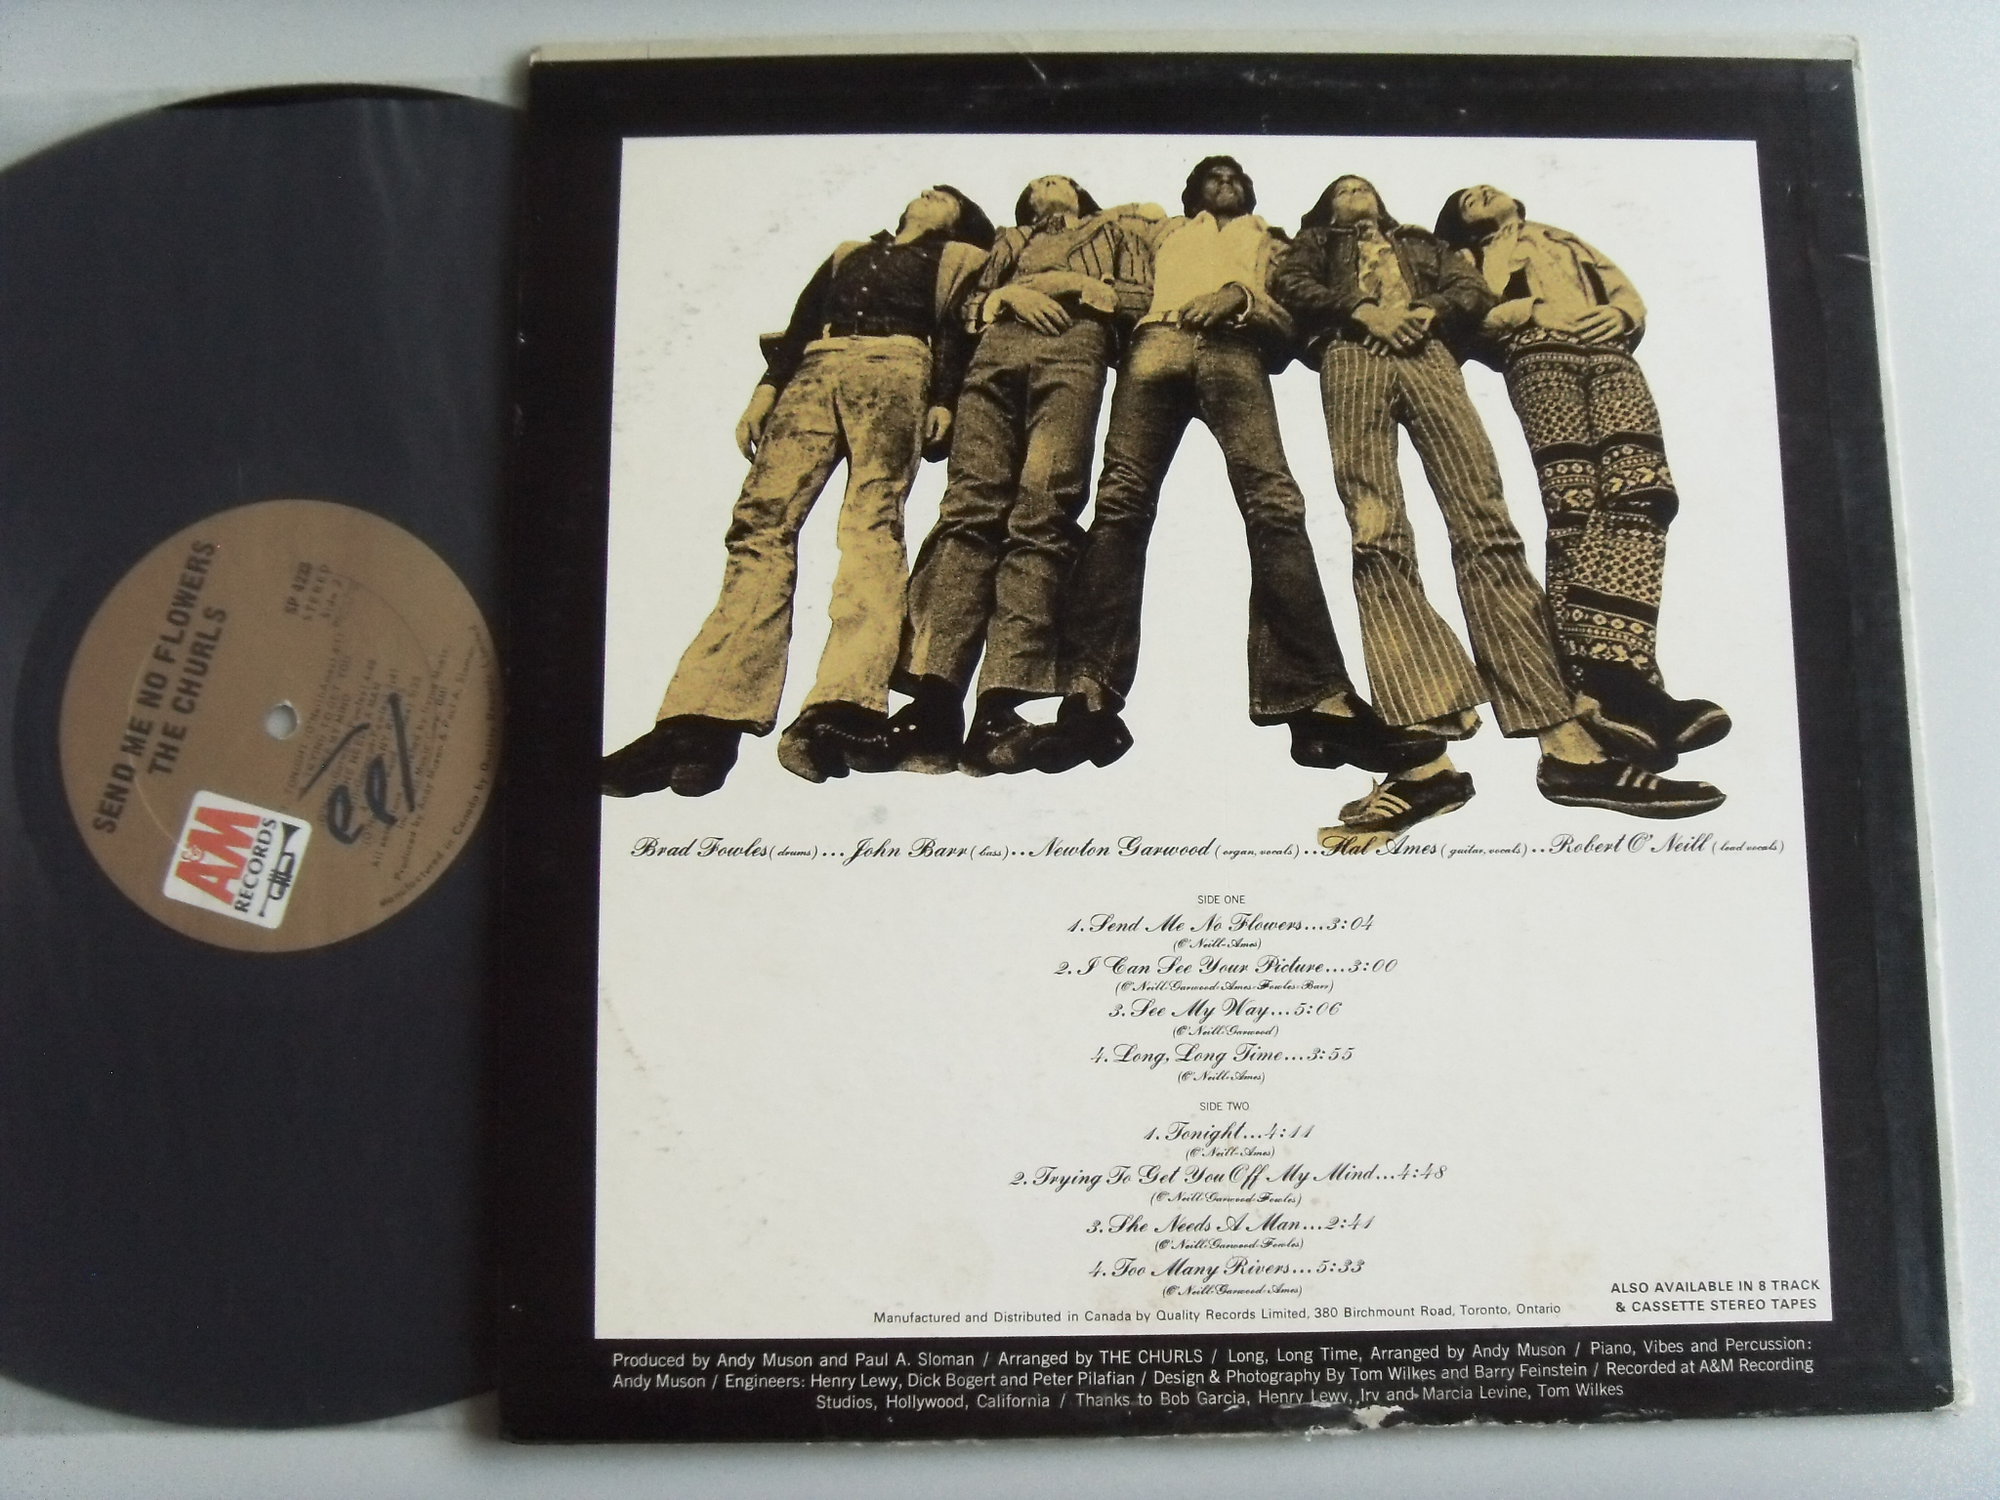 SEND ME NO FLOWERS
THE CHURLS
A&M
RECORDS
STEREO
Brad Fowles (drums)...John Barr (bass)..Newton Garwood (organ, vocals)..Hal Ames (guitar, vocals)..Robert O'Neill (lead vocals)
SIDE ONE
1. Send Me No Flowers...3:04
(O'Neill-Ames)
2. I Can See Your Picture...3:00
(O'Neill-Garwood-Ames-Fowles-Barr)
3. See My Way...5:06
(O'Neill-Garwood)
4. Long, Long Time...3:55
(O'Neill-Ames)
SIDE TWO
1. Tonight...4:11
(O'Neill-Ames)
2. Trying To Get You Off My Mind...4:48
(O'Neill-Garwood-Fowles)
3. She Needs A Man...2:41
(O'Neill-Garwood-Fowles)
4. Too Many Rivers...5:33
(O'Neill-Garwood-Ames)
ALSO AVAILABLE IN 8 TRACK
& CASSETTE STEREO TAPES
Manufactured and Distributed in Canada by Quality Records Limited, 380 Birchmount Road, Toronto, Ontario
Produced by Andy Muson and Paul A. Sloman / Arranged by THE CHURLS / Long, Long Time, Arranged by Andy Muson / Piano, Vibes and Percussion:
Andy Muson / Engineers: Henry Lewy, Dick Bogert and Peter Pilafian / Design & Photography By Tom Wilkes and Barry Feinstein / Recorded at A&M Recording
Studios, Hollywood, California / Thanks to Bob Garcia, Henry Lewy, Irv and Marcia Levine, Tom Wilkes